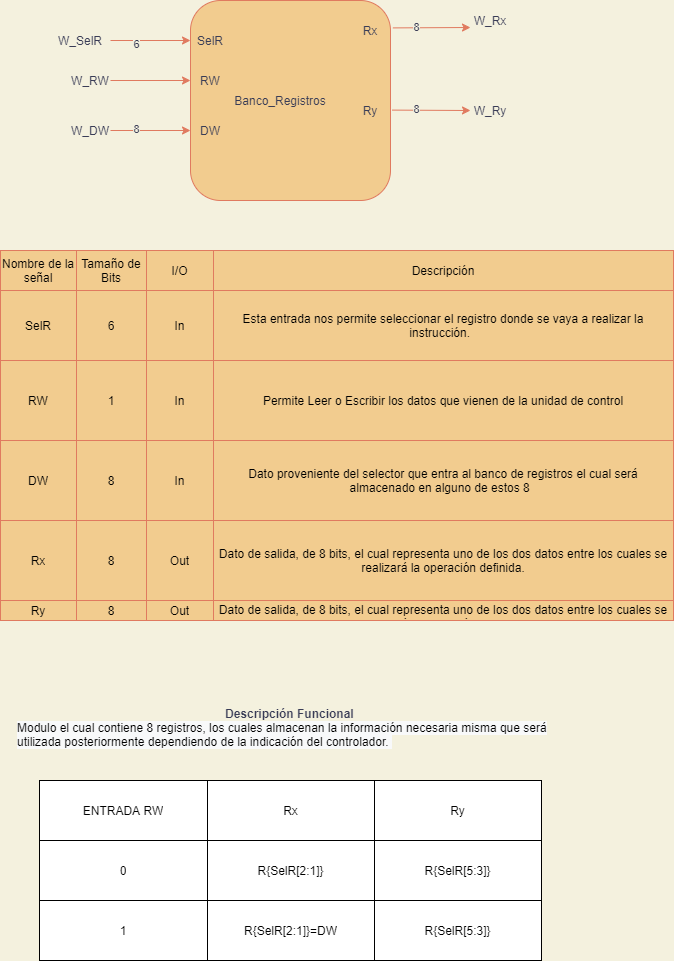 W_SelR 6 SelR Rx 8 W_Rx
W_RW RW
Banco_Registros
W_DW 8 DW Ry 8 W_Ry
Nombre de la señal Tamaño de Bits I/O Descripción
SelR 6 In Esta entrada nos permite seleccionar el registro donde se vaya a realizar la
instrucción.
RW 1 In Permite Leer o Escribir los datos que vienen de la unidad de control
DW 8 In Dato proveniente del selector que entra al banco de registros el cual será
almacenado en alguno de estos 8
Rx 8 Out Dato de salida, de 8 bits, el cual representa uno de los dos datos entre los cuales se
realizará la operación definida.
Ry 8 Out Dato de salida, de 8 bits, el cual representa uno de los dos datos entre los cuales se
Descripción Funcional
Modulo el cual contiene 8 registros, los cuales almacenan la información necesaria misma que será
utilizada posteriormente dependiendo de la indicación del controlador.
ENTRADA RW Rx Ry
0 R{SelR[2:1]} R{SelR[5:3]}
1 R{SelR[2:1]}=DW R{SelR[5:3]}